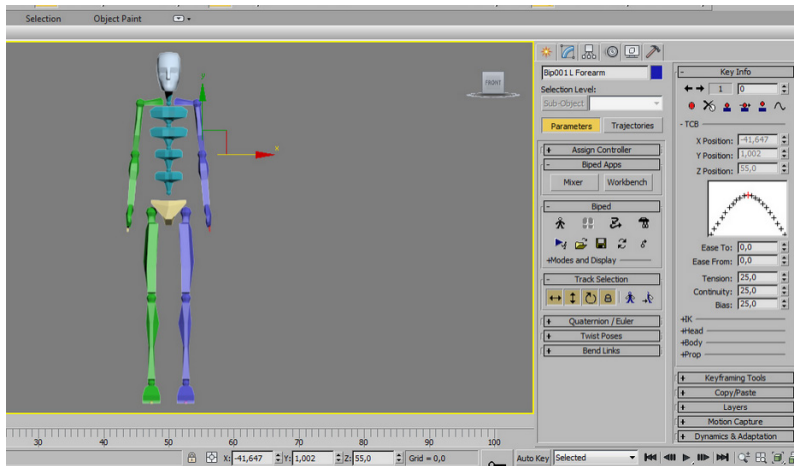 Selection Object Paint
FRONT
y
x
Bip001 L Forearm
Selection Level:
Sub-Object
Parameters Trajectories
+ Assign Controller
- Biped Apps
Mixer Workbench
- Biped
+Modes and Display
- Track Selection
+ Quaternion / Euler
+ Twist Poses
+ Bend Links
- Key Info
1 0
- TCB
X Position: -41,647
Y Position: 1,002
Z Position: 55,0
Ease To: 0,0
Ease From: 0,0
Tension: 25,0
Continuity: 25,0
Bias: 25,0
+IK
+Head
+Body
+Prop
+ Keyframing Tools
+ Copy/Paste
+ Layers
+ Motion Capture
+ Dynamics & Adaptation
30 40 50 60 70 80 90 100
X: -41,647 Y: 1,002 Z: 55,0 Grid = 0,0
Auto Key Selected